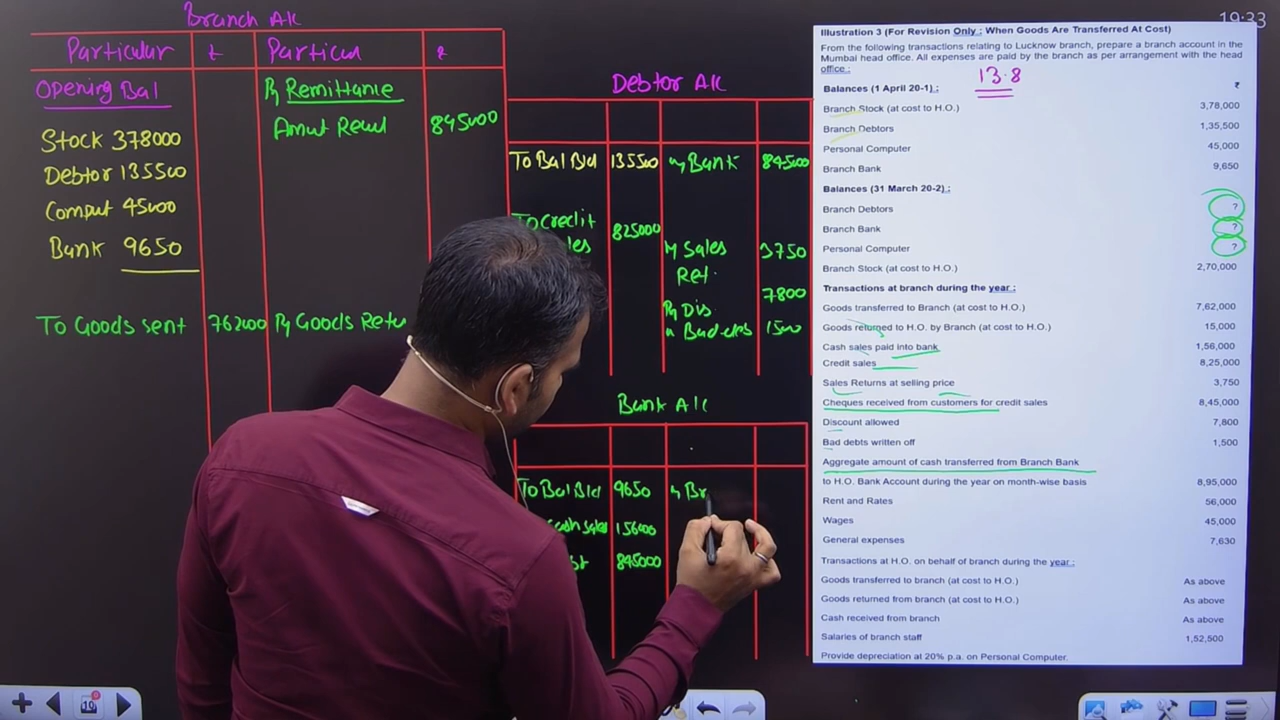 Branch A/c
19:33
Particular ₹ Particul ₹
Opening Bal
By Remittance
Stock 378000
Amut Recd 895000
Debtor 135500
Comput 45000
Bank 9650
To Goods sent 762000 By Goods Retu
Debtor A/c
To Bal B/d 135500 By Bank 845000
To Credit
les 825000
By Sales 3750
Ret.
By Dis 7800
" Bad debts 1500
Bank A/c
To Bal B/d 9650 By Br
Cash sales 156000
845000
Illustration 3 (For Revision Only : When Goods Are Transferred At Cost)
From the following transactions relating to Lucknow branch, prepare a branch account in the
Mumbai head office. All expenses are paid by the branch as per arrangement with the head
office :
13.8
Balances (1 April 20-1) : ₹
Branch Stock (at cost to H.O.) 3,78,000
Branch Debtors 1,35,500
Personal Computer 45,000
Branch Bank 9,650
Balances (31 March 20-2) :
Branch Debtors ?
Branch Bank ?
Personal Computer ?
Branch Stock (at cost to H.O.) 2,70,000
Transactions at branch during the year :
Goods transferred to Branch (at cost to H.O.) 7,62,000
Goods returned to H.O. by Branch (at cost to H.O.) 15,000
Cash sales paid into bank 1,56,000
Credit sales 8,25,000
Sales Returns at selling price 3,750
Cheques received from customers for credit sales 8,45,000
Discount allowed 7,800
Bad debts written off 1,500
Aggregate amount of cash transferred from Branch Bank
to H.O. Bank Account during the year on month-wise basis 8,95,000
Rent and Rates 56,000
Wages 45,000
General expenses 7,630
Transactions at H.O. on behalf of branch during the year :
Goods transferred to branch (at cost to H.O.) As above
Goods returned from branch (at cost to H.O.) As above
Cash received from branch As above
Salaries of branch staff 1,52,500
Provide depreciation at 20% p.a. on Personal Computer.